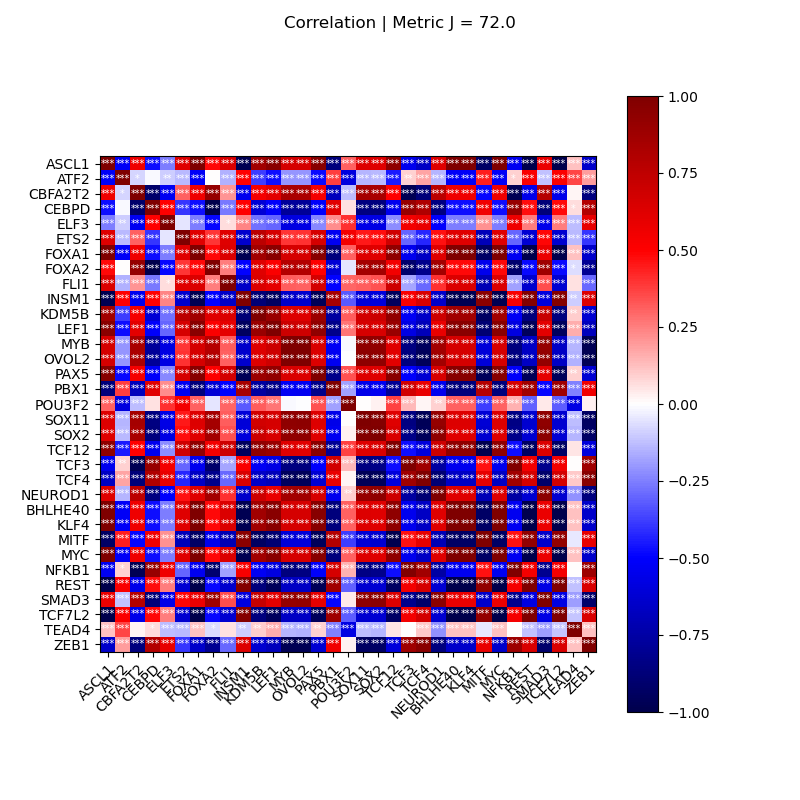 Correlation | Metric J = 72.0
ASCL1
ATF2
CBFA2T2
CEBPD
ELF3
ETS2
FOXA1
FOXA2
FLI1
INSM1
KDM5B
LEF1
MYB
OVOL2
PAX5
PBX1
POU3F2
SOX11
SOX2
TCF12
TCF3
TCF4
NEUROD1
BHLHE40
KLF4
MITF
MYC
NFKB1
REST
SMAD3
TCF7L2
TEAD4
ZEB1
ASCL1
ATF2
CBFA2T2
CEBPD
ELF3
ETS2
FOXA1
FOXA2
FLI1
INSM1
KDM5B
LEF1
MYB
OVOL2
PAX5
PBX1
POU3F2
SOX11
SOX2
TCF12
TCF3
TCF4
NEUROD1
BHLHE40
KLF4
MITF
MYC
NFKB1
REST
SMAD3
TCF7L2
TEAD4
ZEB1
1.00
0.75
0.50
0.25
0.00
−0.25
−0.50
−0.75
−1.00